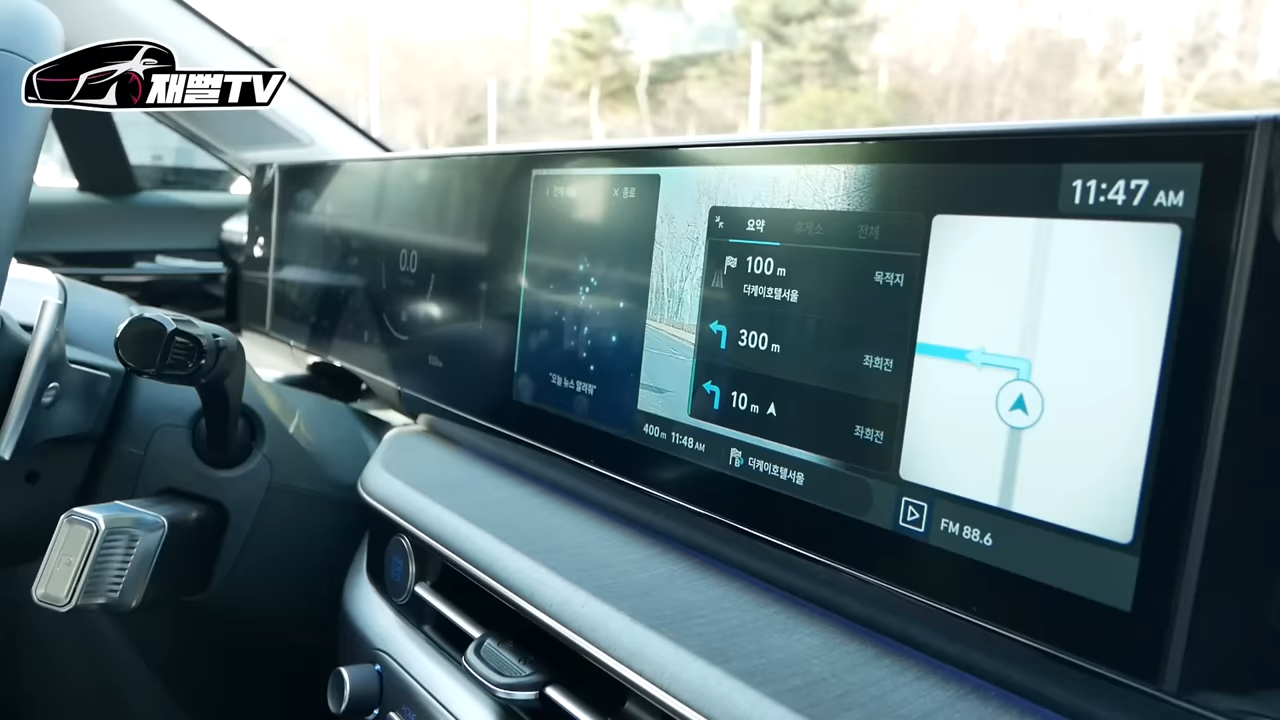 재뻘TV
11:47 AM
× 종료
요약 휴게소 전체
100 m 목적지
더케이호텔서울
300 m 좌회전
10 m 좌회전
0.0
"오늘 뉴스 알려줘"
400 m 11:48 AM
더케이호텔서울
FM 88.6